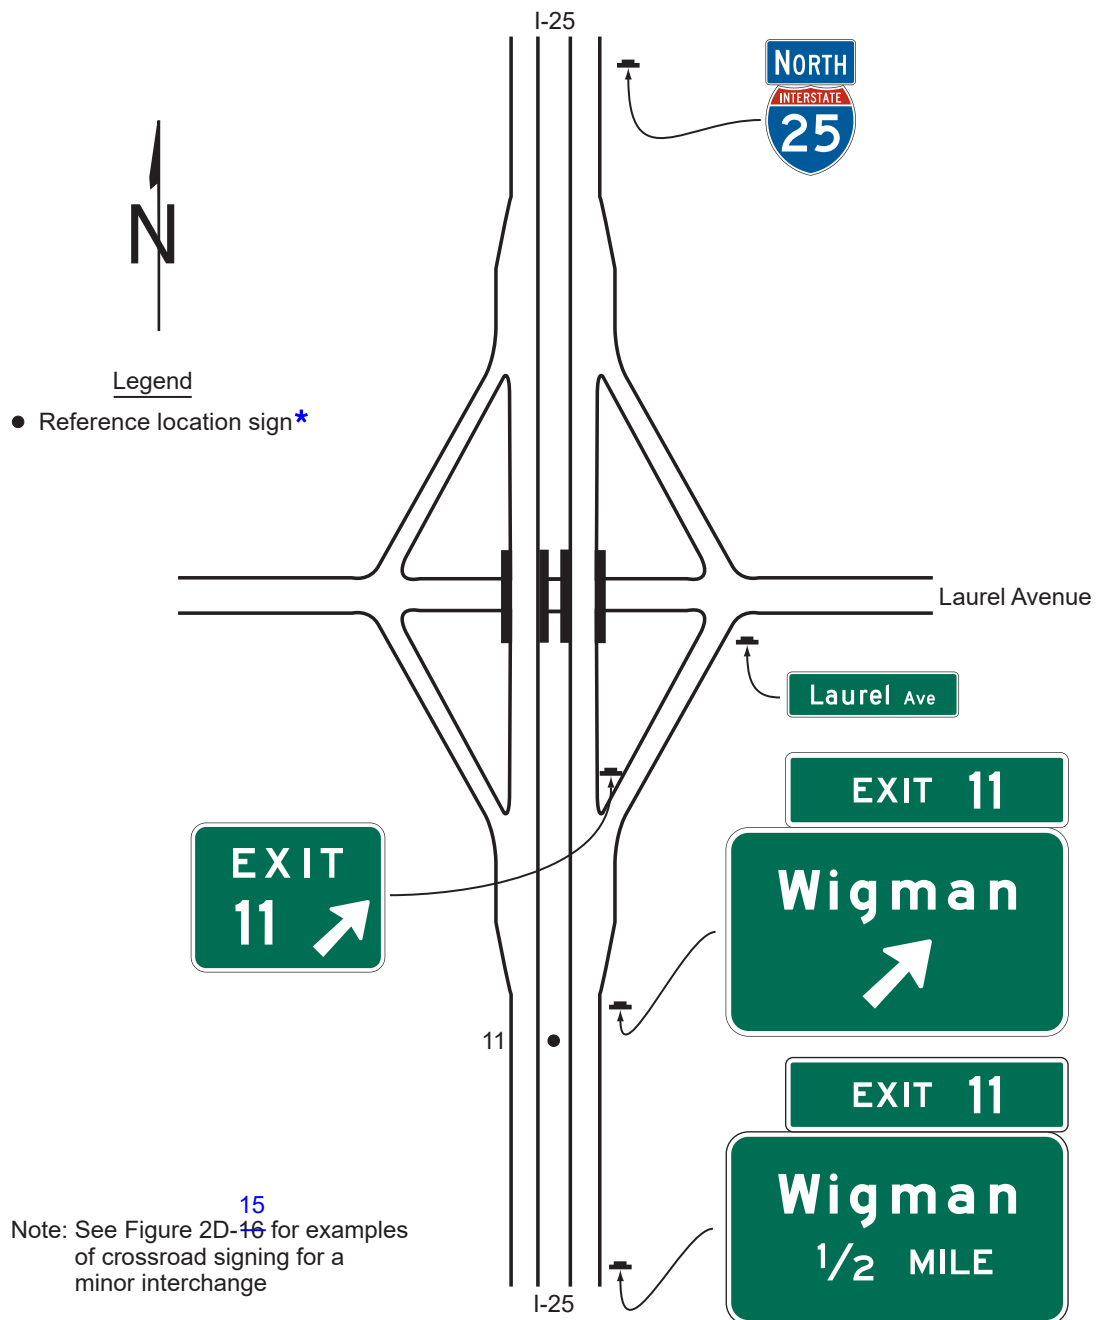 I-25
NORTH
INTERSTATE
25
N
Legend
● Reference location sign*
Laurel Avenue
Laurel Ave
EXIT 11
Wigman
EXIT
11
11
EXIT 11
Wigman
1/2 MILE
15
Note: See Figure 2D-16 for examples
of crossroad signing for a
minor interchange
I-25